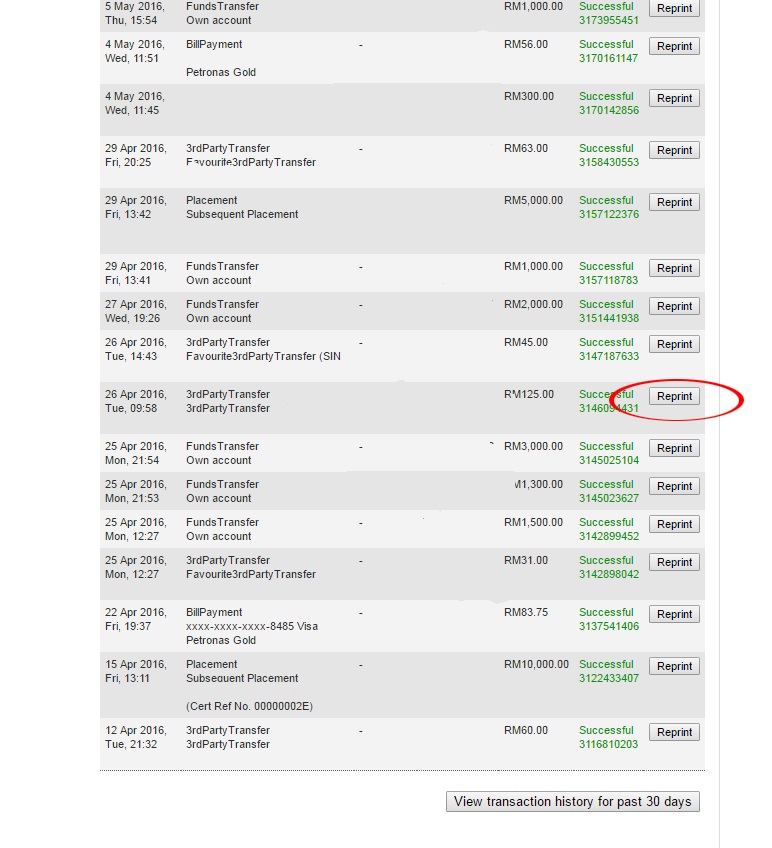 5 May 2016, FundsTransfer RM1,000.00 Successful Reprint
Thu, 15:54 Own account 3173955451
4 May 2016, BillPayment - RM56.00 Successful Reprint
Wed, 11:51 3170161147
Petronas Gold
4 May 2016, RM300.00 Successful Reprint
Wed, 11:45 3170142856
29 Apr 2016, 3rdPartyTransfer - RM63.00 Successful Reprint
Fri, 20:25 Favourite3rdPartyTransfer 3158430553
29 Apr 2016, Placement RM5,000.00 Successful Reprint
Fri, 13:42 Subsequent Placement 3157122376
29 Apr 2016, FundsTransfer - RM1,000.00 Successful Reprint
Fri, 13:41 Own account 3157118783
27 Apr 2016, FundsTransfer - RM2,000.00 Successful Reprint
Wed, 19:26 Own account 3151441938
26 Apr 2016, 3rdPartyTransfer - RM45.00 Successful Reprint
Tue, 14:43 Favourite3rdPartyTransfer (SIN 3147187633
26 Apr 2016, 3rdPartyTransfer - RM125.00 Successful Reprint
Tue, 09:58 3rdPartyTransfer 3146094431
25 Apr 2016, FundsTransfer - RM3,000.00 Successful Reprint
Mon, 21:54 Own account 3145025104
25 Apr 2016, FundsTransfer - M1,300.00 Successful Reprint
Mon, 21:53 Own account 3145023627
25 Apr 2016, FundsTransfer - RM1,500.00 Successful Reprint
Mon, 12:27 Own account 3142899452
25 Apr 2016, 3rdPartyTransfer - RM31.00 Successful Reprint
Mon, 12:27 Favourite3rdPartyTransfer 3142898042
22 Apr 2016, BillPayment - RM83.75 Successful Reprint
Fri, 19:37 xxxx-xxxx-xxxx-8485 Visa 3137541406
Petronas Gold
15 Apr 2016, Placement - RM10,000.00 Successful Reprint
Fri, 13:11 Subsequent Placement 3122433407
(Cert Ref No. 00000002E)
12 Apr 2016, 3rdPartyTransfer - RM60.00 Successful Reprint
Tue, 21:32 3rdPartyTransfer 3116810203
View transaction history for past 30 days